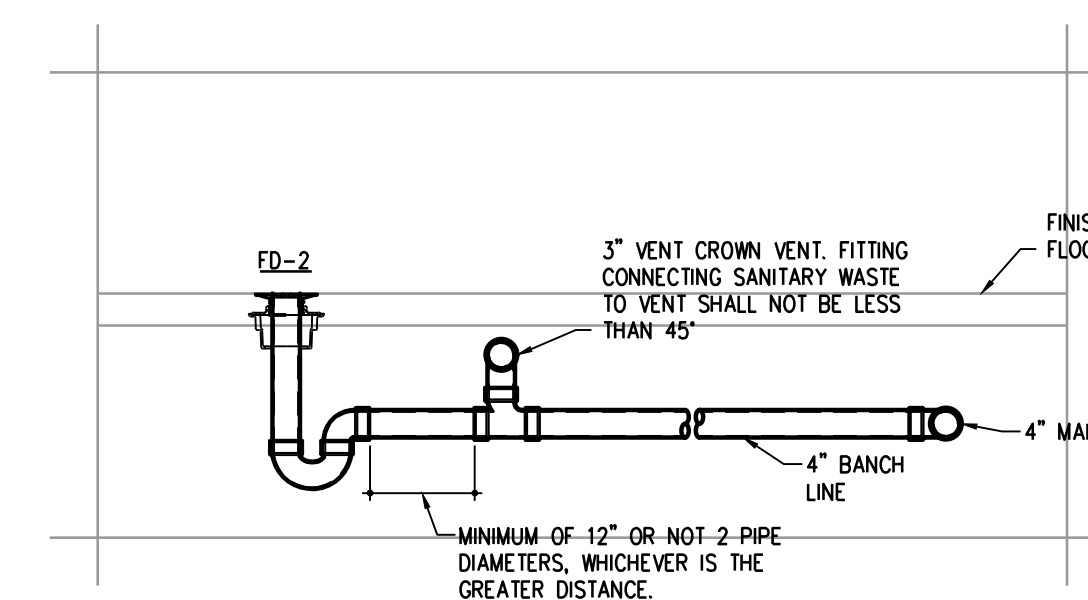 FD-2
3" VENT CROWN VENT. FITTING
CONNECTING SANITARY WASTE
TO VENT SHALL NOT BE LESS
THAN 45°
4" BANCH
LINE
MINIMUM OF 12" OR NOT 2 PIPE
DIAMETERS, WHICHEVER IS THE
GREATER DISTANCE.
4"